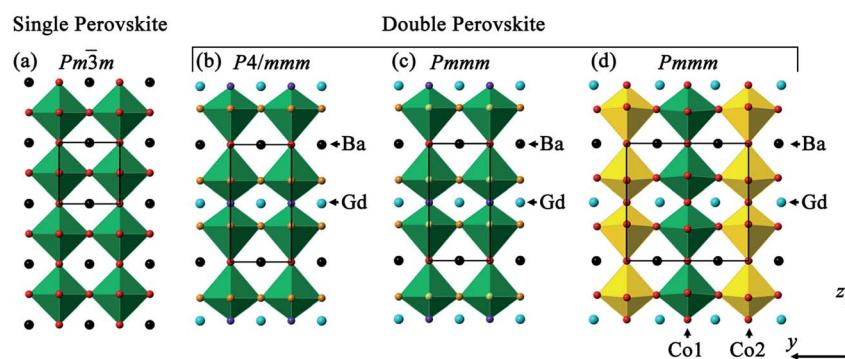 Single Perovskite
Double Perovskite
(a) Pm3̅m
(b) P4/mmm
(c) Pmmm
(d) Pmmm
Ba
Gd
Ba
Gd
Ba
Gd
Co1
Co2
z
y